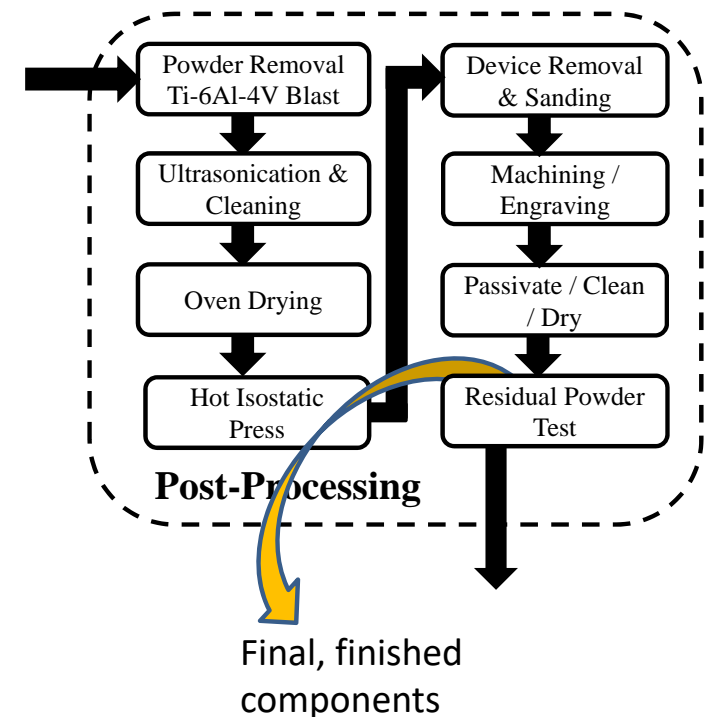 Powder Removal
Ti-6Al-4V Blast
Ultrasonication &
Cleaning
Oven Drying
Hot Isostatic
Press
Device Removal
& Sanding
Machining /
Engraving
Passivate / Clean
/ Dry
Residual Powder
Test
Post-Processing
Final, finished
components